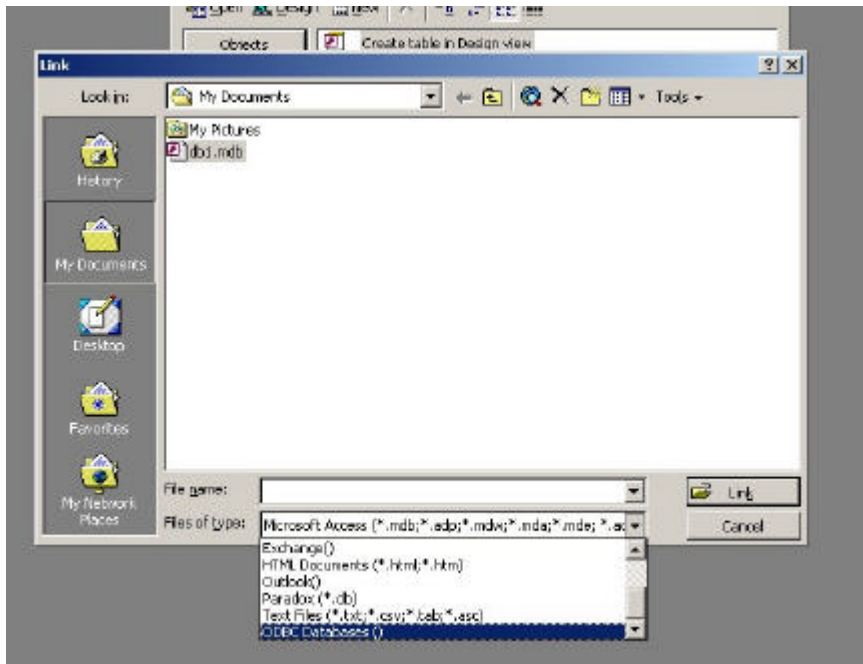 Open Design New
Objects
Create table in Design view
Link
Look in:
My Documents
Tools
My Pictures
db1.mdb
History
My Documents
Desktop
Favorites
My Network
Places
File name:
Link
Files of type:
Microsoft Access (*.mdb;*.adp;*.mdw;*.mda;*.mde; *.ac
Cancel
Exchange()
HTML Documents (*.html;*.htm)
Outlook()
Paradox (*.db)
Text Files (*.txt;*.csv;*.tab;*.asc)
ODBC Databases ()